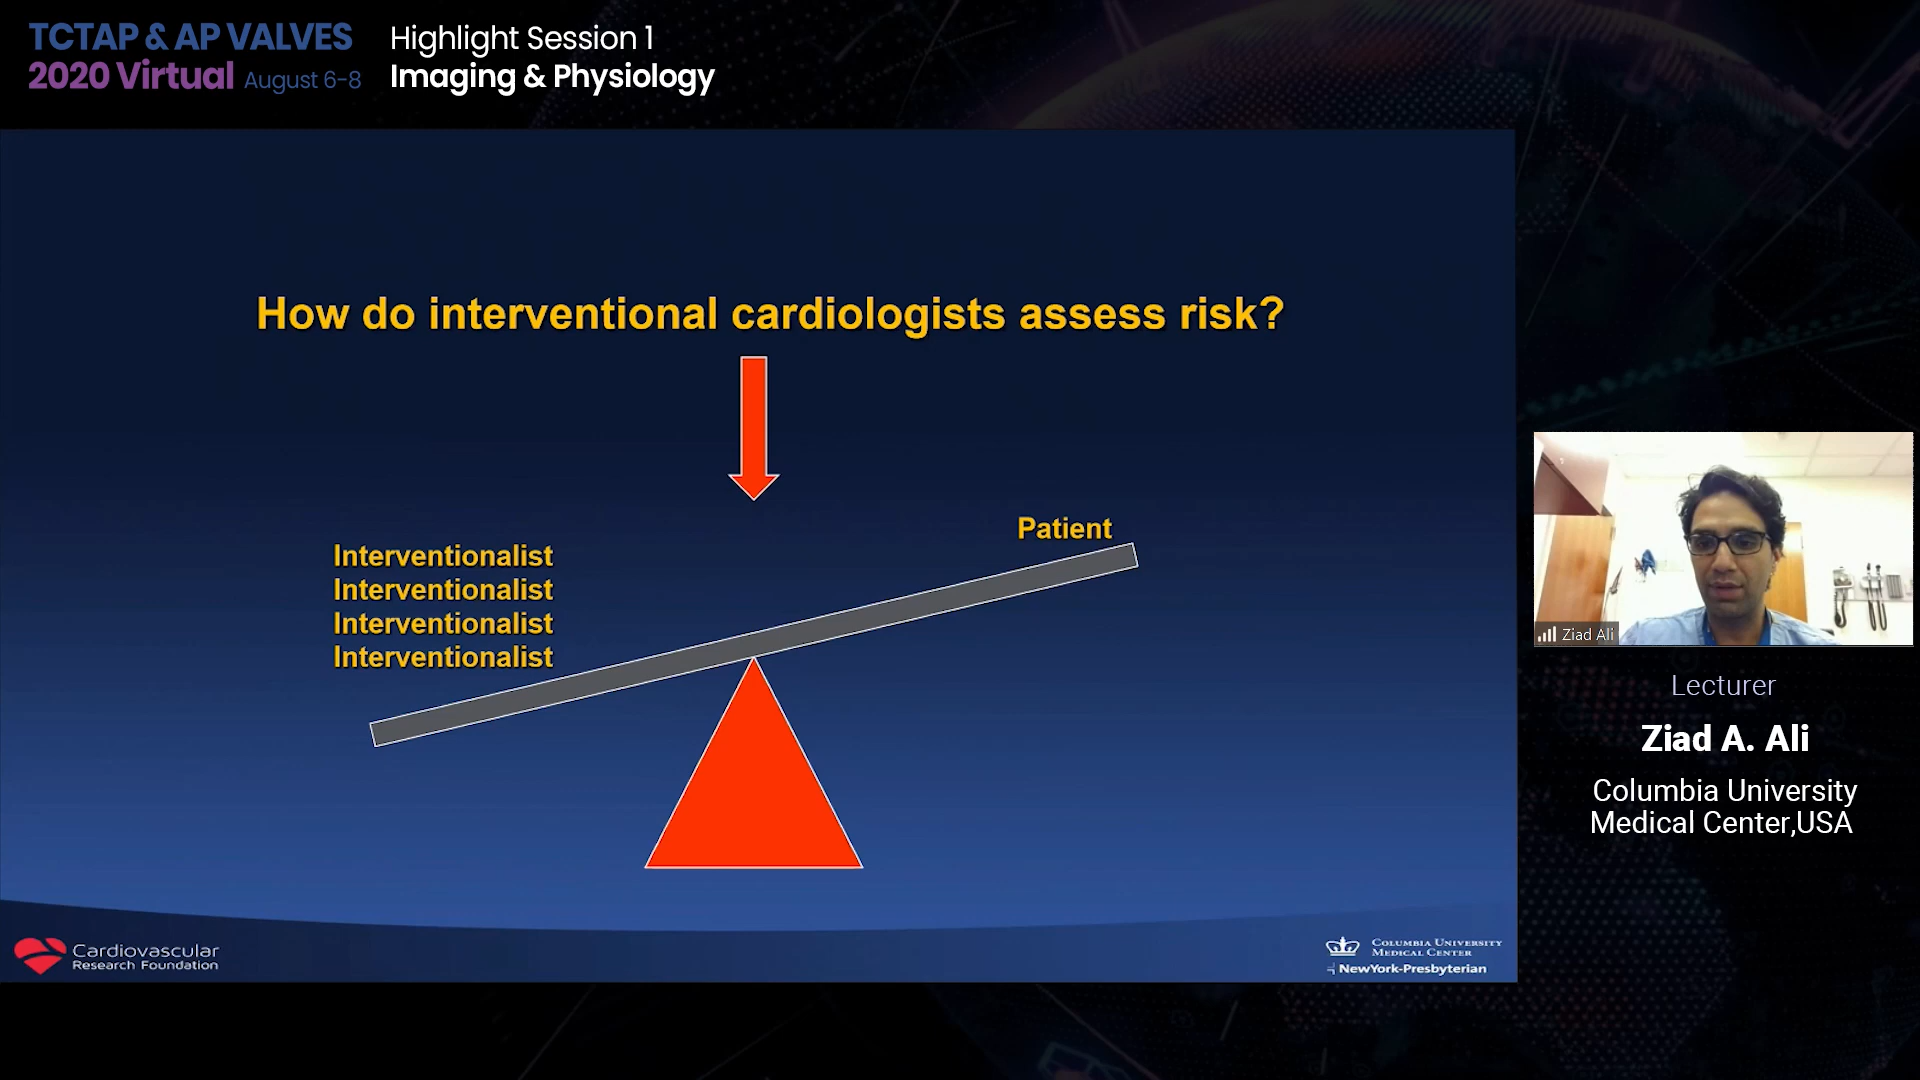 TCTAP & AP VALVES
2020 Virtual August 6-8
Highlight Session 1
Imaging & Physiology
How do interventional cardiologists assess risk?
Patient
Interventionalist
Interventionalist
Interventionalist
Interventionalist
Ziad Ali
Lecturer
Ziad A. Ali
Columbia University
Medical Center,USA
Cardiovascular
Research Foundation
COLUMBIA UNIVERSITY
MEDICAL CENTER
NewYork-Presbyterian